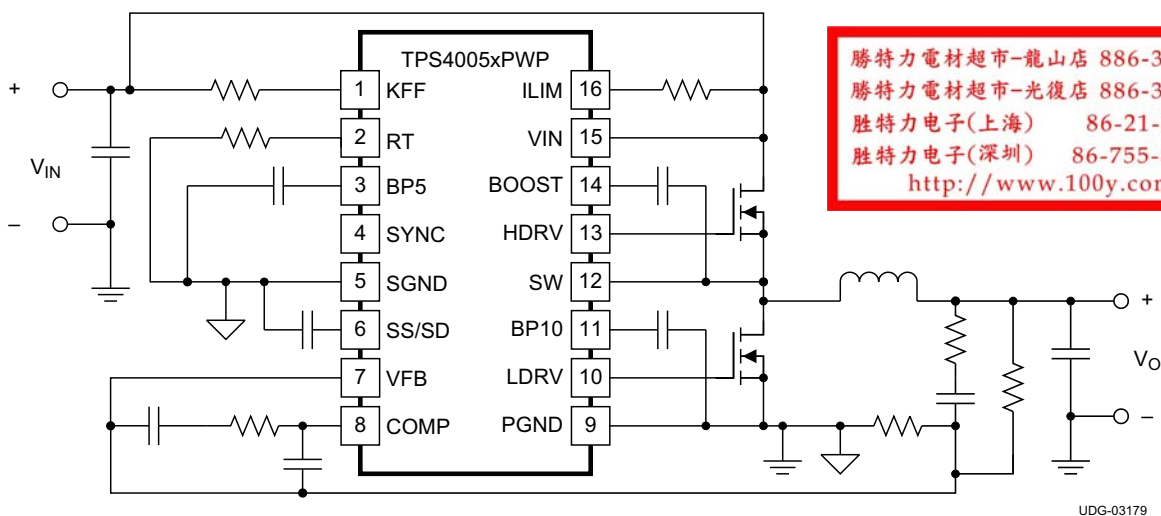 TPS4005xPWP
1 KFF
2 RT
3 BP5
4 SYNC
5 SGND
6 SS/SD
7 VFB
8 COMP
ILIM 16
VIN 15
BOOST 14
HDRV 13
SW 12
BP10 11
LDRV 10
PGND 9
+
VIN
–
+
VO
–
勝特力電材超市-龍山店 886-3
勝特力電材超市-光復店 886-3
胜特力电子(上海) 86-21-
胜特力电子(深圳) 86-755-
http://www.100y.com
UDG-03179